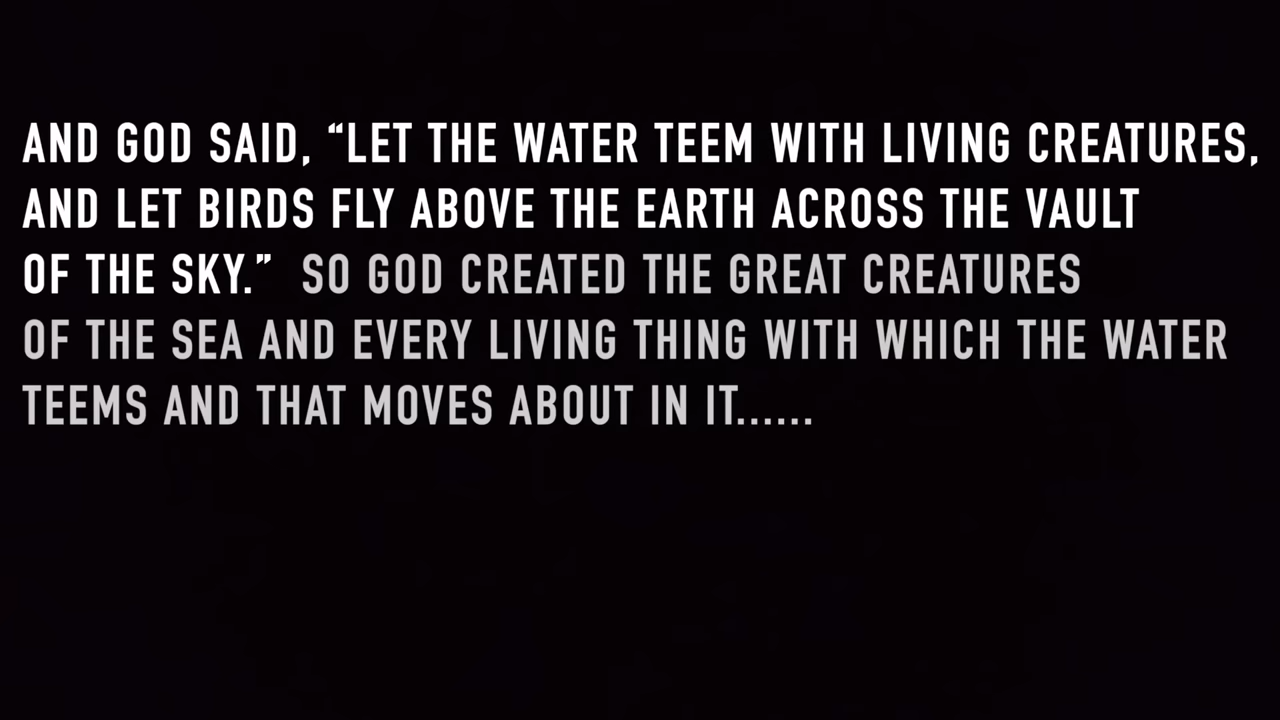 AND GOD SAID, “LET THE WATER TEEM WITH LIVING CREATURES,
AND LET BIRDS FLY ABOVE THE EARTH ACROSS THE VAULT
OF THE SKY.” SO GOD CREATED THE GREAT CREATURES
OF THE SEA AND EVERY LIVING THING WITH WHICH THE WATER
TEEMS AND THAT MOVES ABOUT IN IT......